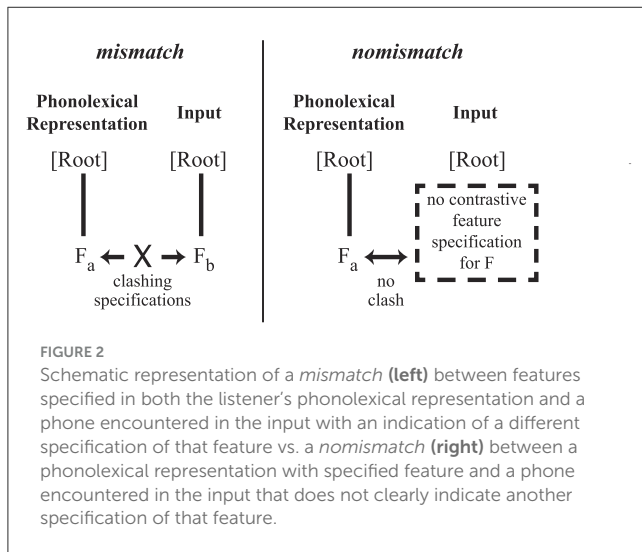 mismatch
Phonolexical Representation
Input
[Root]
[Root]
Fa
X
Fb
clashing
specifications
nomismatch
Phonolexical Representation
Input
[Root]
[Root]
Fa
no
clash
no contrastive
feature
specification
for F
FIGURE 2
Schematic representation of a mismatch (left) between features
specified in both the listener's phonolexical representation and a
phone encountered in the input with an indication of a different
specification of that feature vs. a nomismatch (right) between a
phonolexical representation with specified feature and a phone
encountered in the input that does not clearly indicate another
specification of that feature.